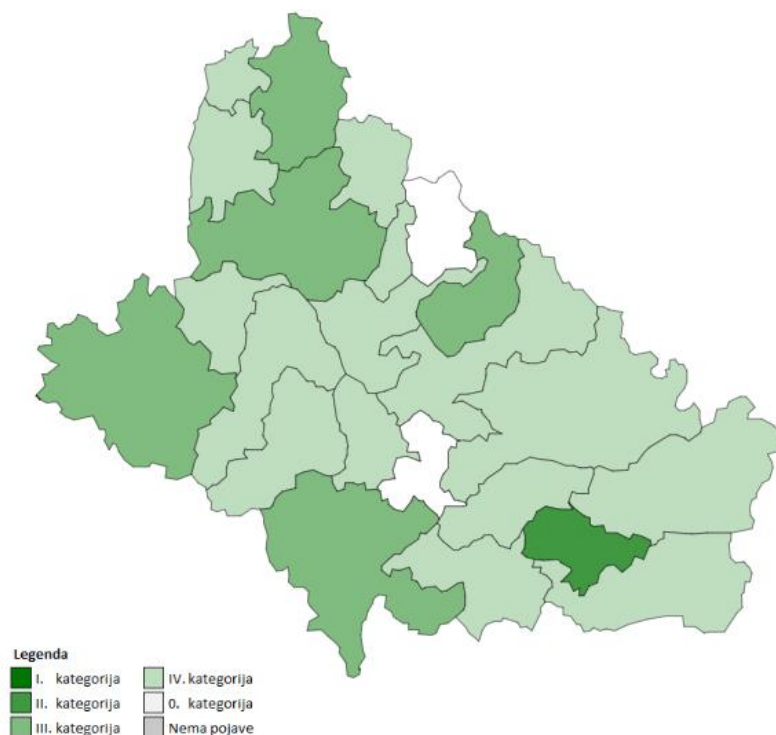 Legenda
I. kategorija
II. kategorija
III. kategorija
IV. kategorija
0. kategorija
Nema pojave